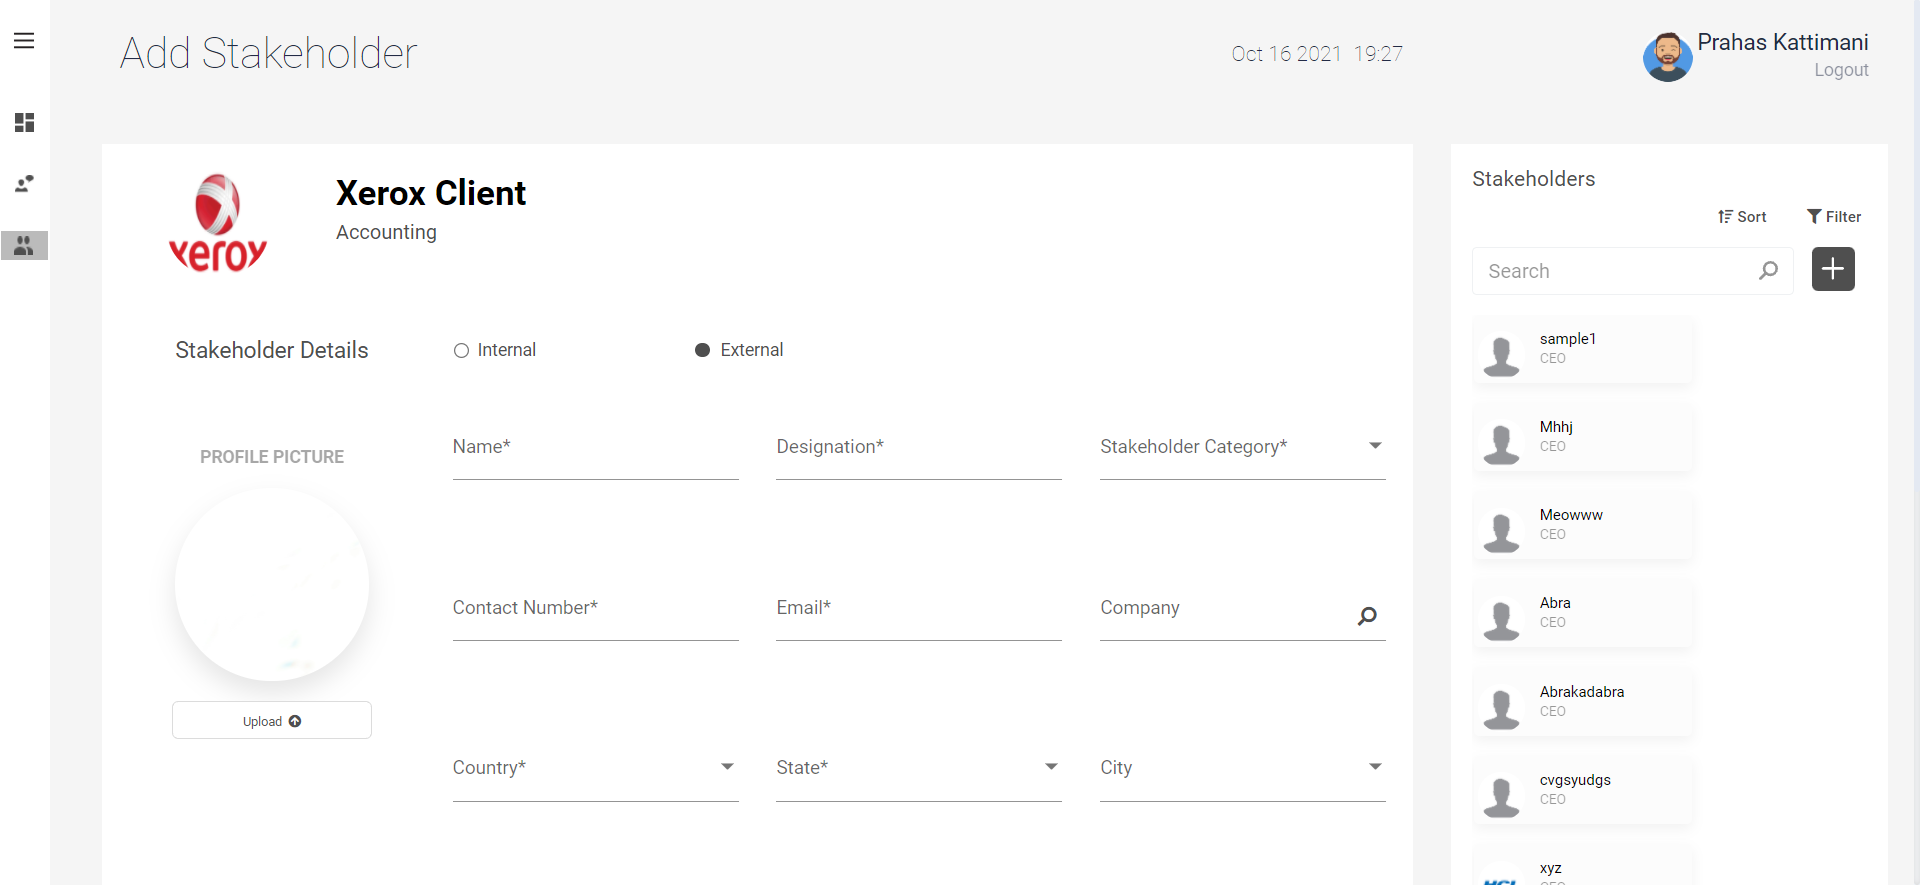 Add Stakeholder
Oct 16 2021 19:27
Prahas Kattimani
Logout
xerox
Xerox Client
Accounting
Stakeholder Details
Internal
External
PROFILE PICTURE
Upload
Name*
Designation*
Stakeholder Category*
Contact Number*
Email*
Company
Country*
State*
City
Stakeholders
Sort
Filter
Search
sample1
CEO
Mhhj
CEO
Meowww
CEO
Abra
CEO
Abrakadabra
CEO
cvgsyudgs
CEO
xyz